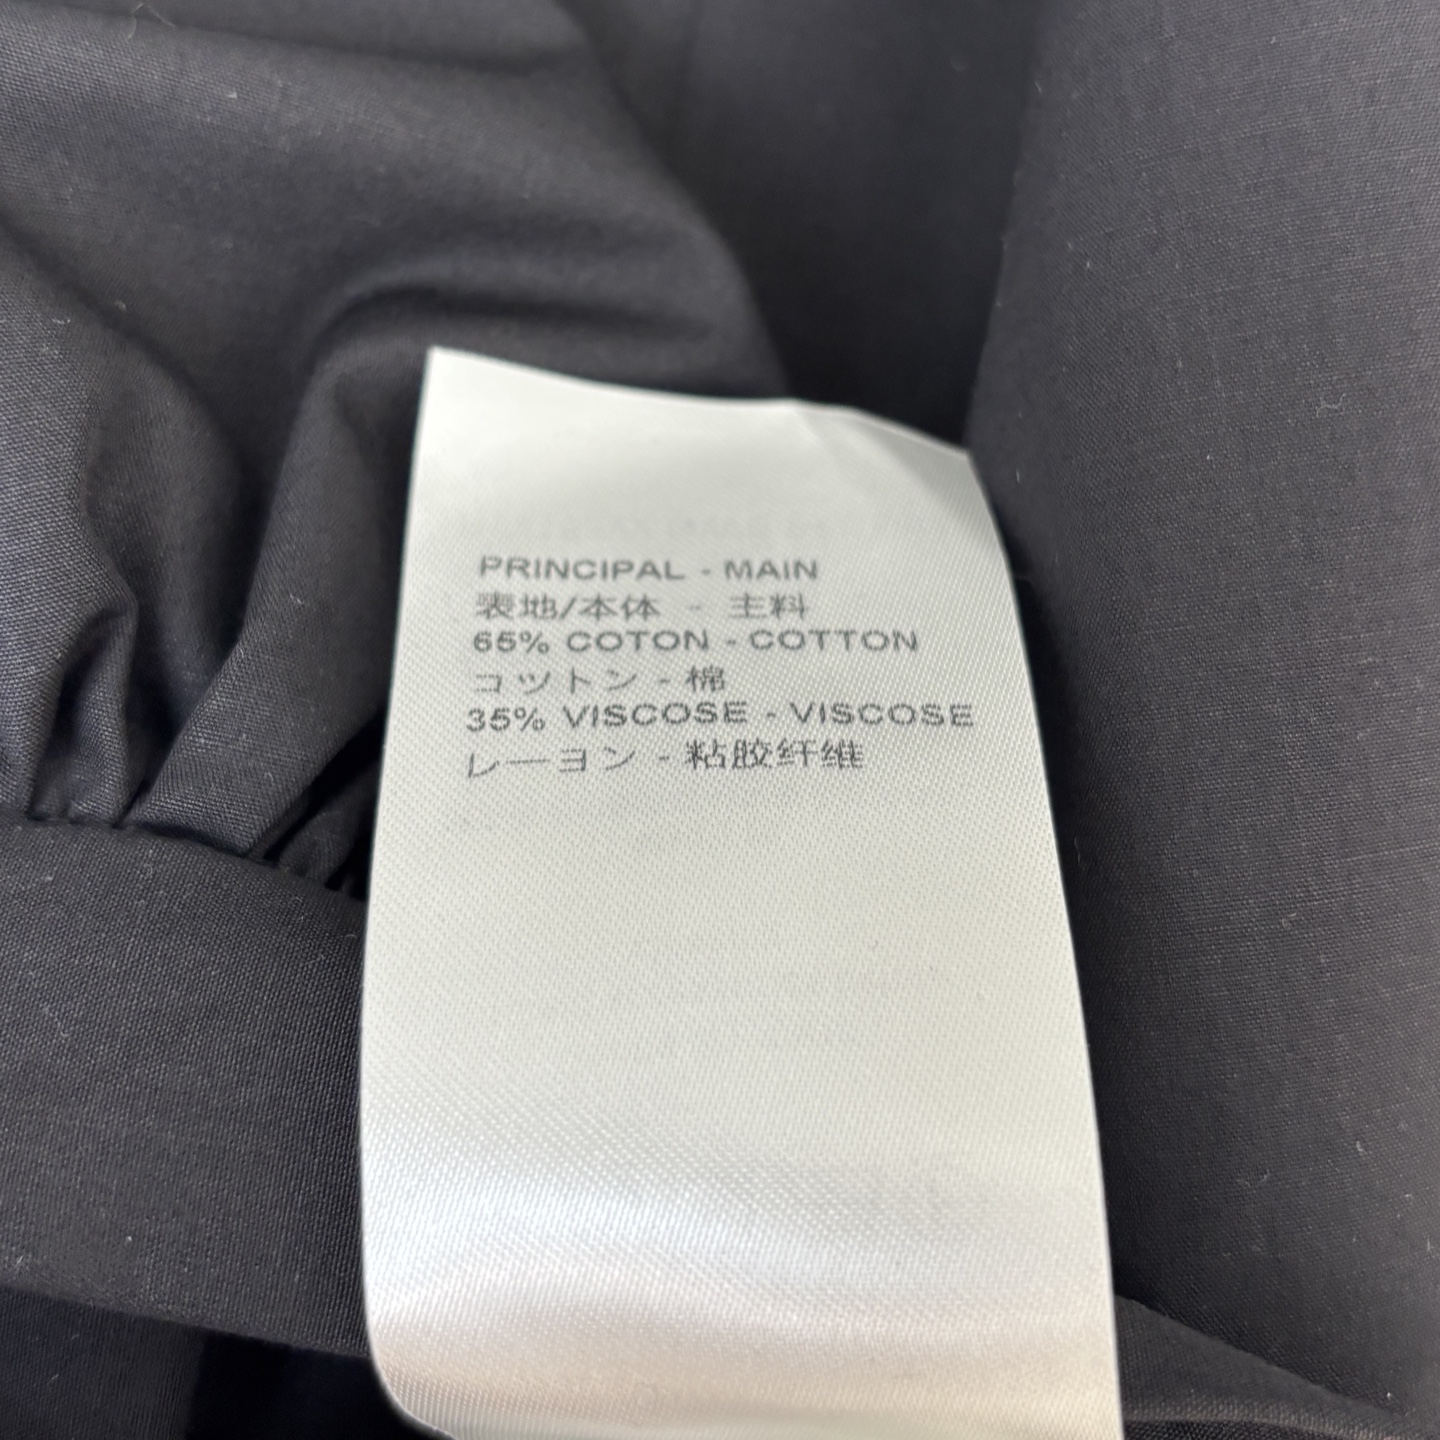 PRINCIPAL - MAIN
表地/本体 - 主料
65% COTON - COTTON
コットン - 棉
35% VISCOSE - VISCOSE
レーヨン - 粘胶纤维